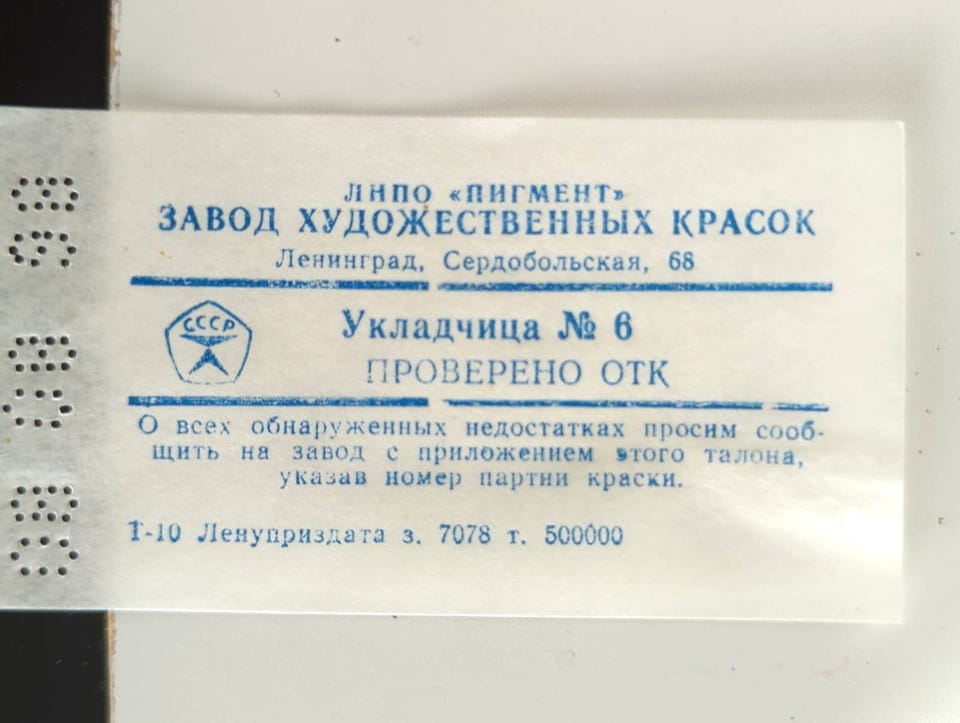 ЛНПО «ПИГМЕНТ»
ЗАВОД ХУДОЖЕСТВЕННЫХ КРАСОК
Ленинград, Сердобольская, 68
СССР
Укладчица № 6
ПРОВЕРЕНО ОТК
О всех обнаруженных недостатках просим сооб-
щить на завод с приложением этого талона,
указав номер партии краски.
Т-10 Ленуприздата з. 7078 т. 500000